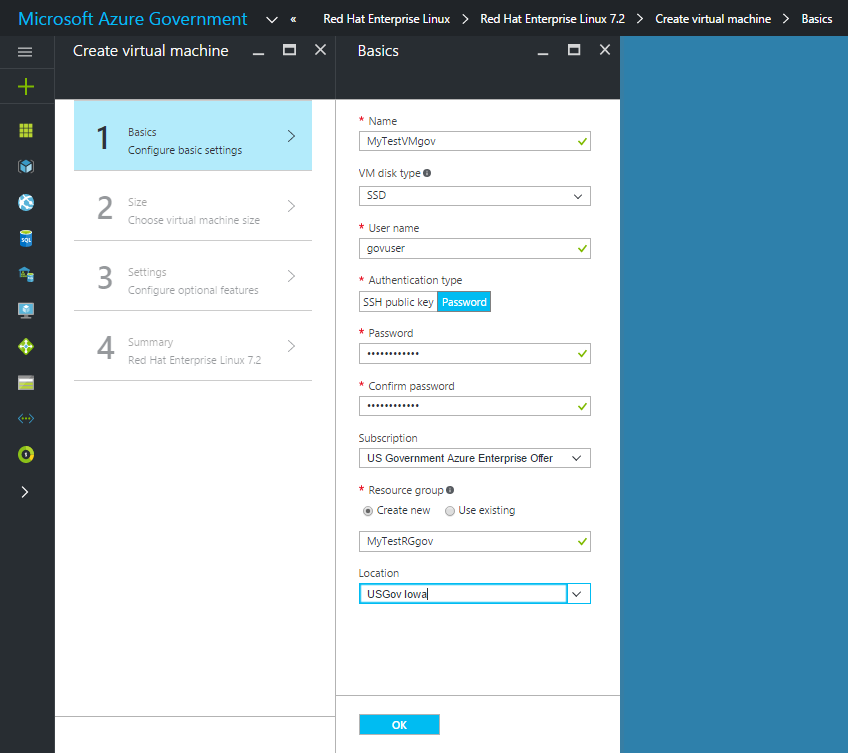 Microsoft Azure Government « Red Hat Enterprise Linux > Red Hat Enterprise Linux 7.2 > Create virtual machine > Basics
Create virtual machine
1 Basics
Configure basic settings
2 Size
Choose virtual machine size
3 Settings
Configure optional features
4 Summary
Red Hat Enterprise Linux 7.2
Basics
* Name
MyTestVMgov
VM disk type
SSD
* User name
govuser
* Authentication type
SSH public key Password
* Password
••••••••••••
* Confirm password
••••••••••••
Subscription
US Government Azure Enterprise Offer
* Resource group
Create new Use existing
MyTestRGgov
Location
USGov Iowa
OK
SQL